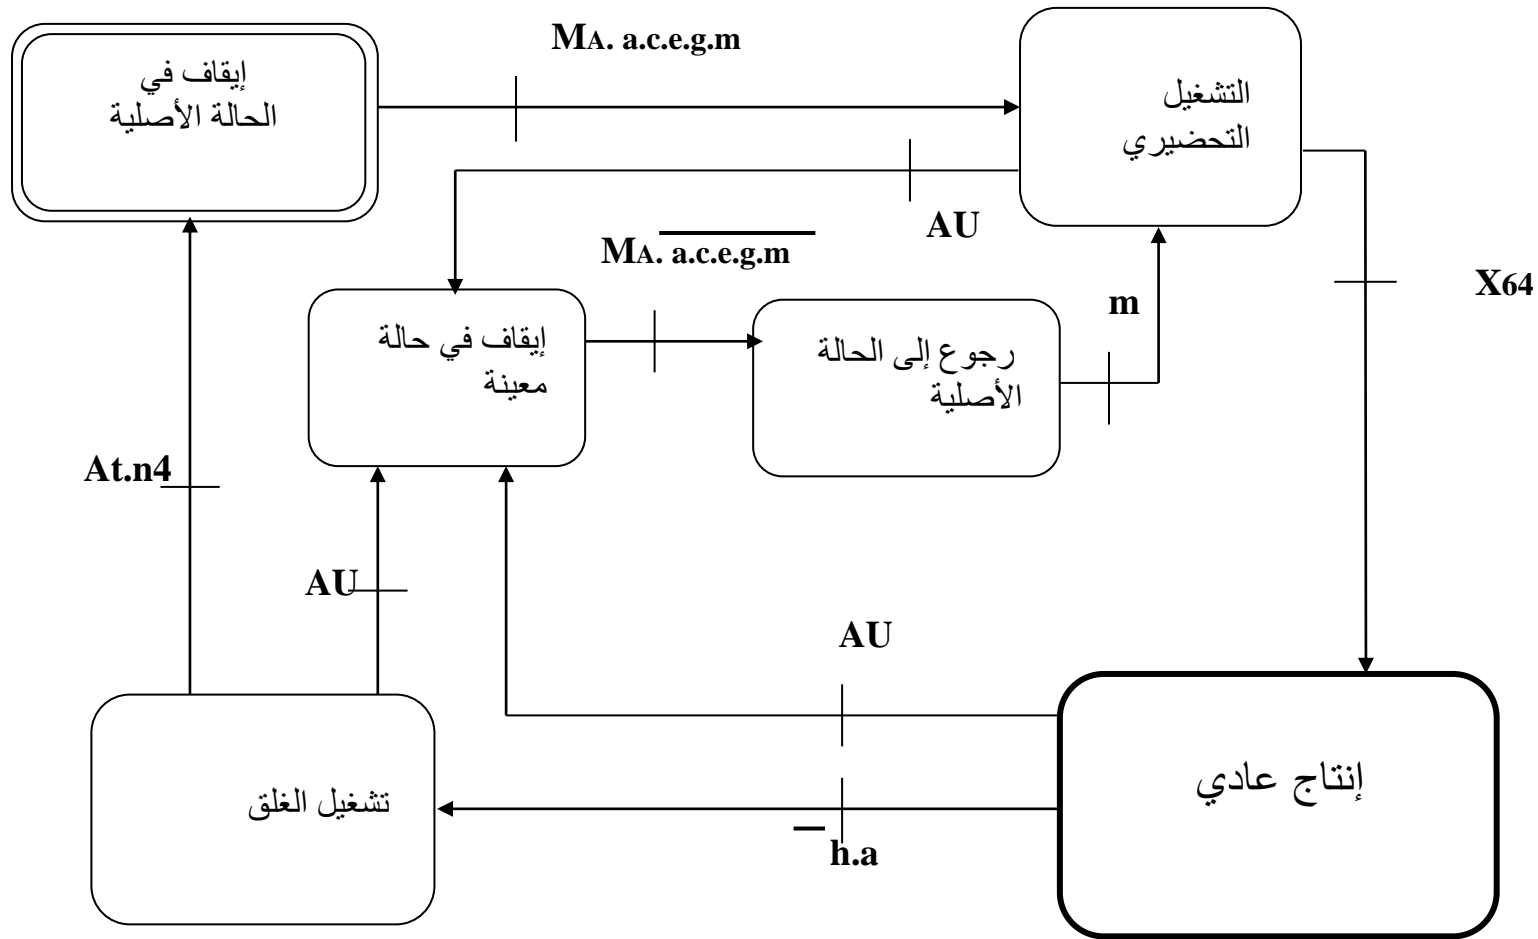 MA. a.c.e.g.m
إيقاف في
الحالة الأصلية
التشغيل
التحضيري
AU
MA. a.c.e.g.m
X64
m
إيقاف في حالة
معينة
رجوع إلى الحالة
الأصلية
At.n4
AU
AU
إنتاج عادي
تشغيل الغلق
h.a